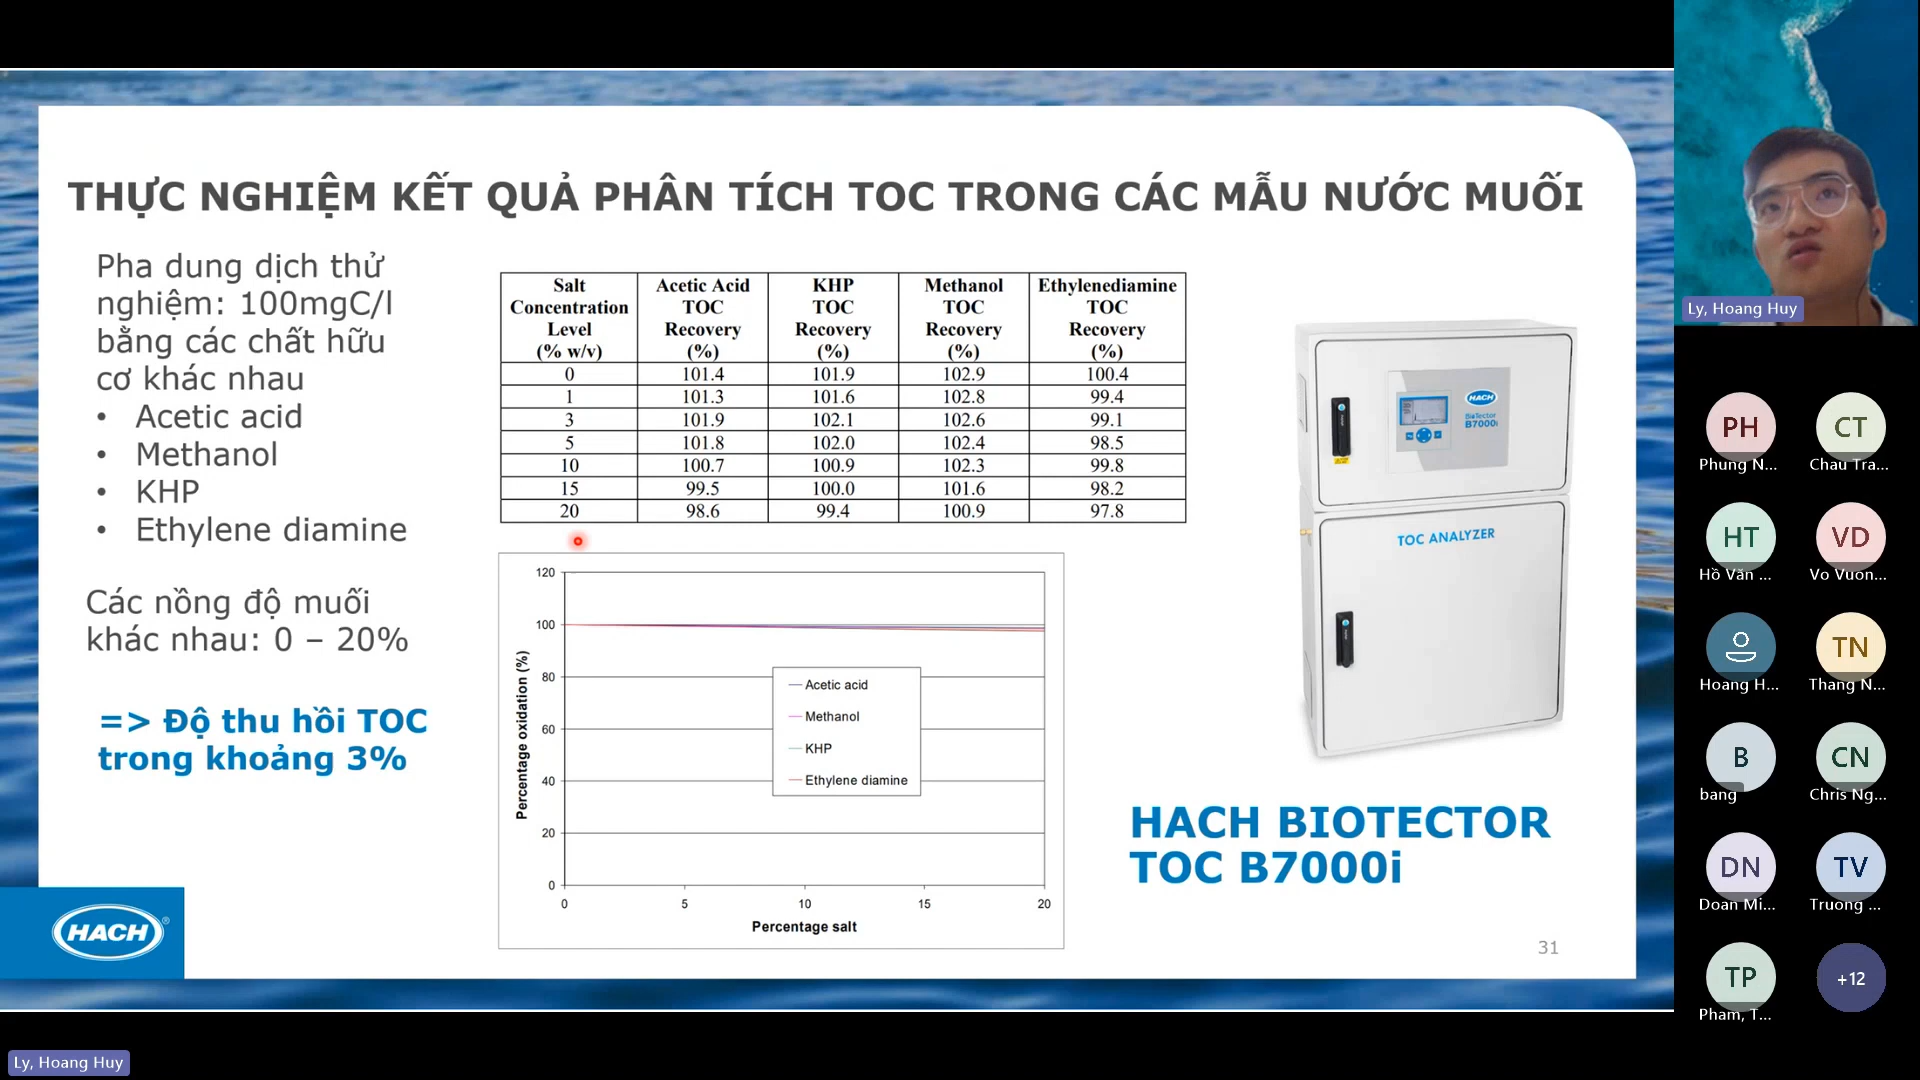 THỰC NGHIỆM KẾT QUẢ PHÂN TÍCH TOC TRONG CÁC MẪU NƯỚC MUỐI
Pha dung dịch thử
nghiệm: 100mgC/l
bằng các chất hữu
cơ khác nhau
• Acetic acid
• Methanol
• KHP
• Ethylene diamine
Các nồng độ muối
khác nhau: 0 – 20%
=> Độ thu hồi TOC
trong khoảng 3%
Salt Concentration Level (% w/v) Acetic Acid TOC Recovery (%) KHP TOC Recovery (%) Methanol TOC Recovery (%) Ethylenediamine TOC Recovery (%)
0 101.4 101.9 102.9 100.4
1 101.3 101.6 102.8 99.4
3 101.9 102.1 102.6 99.1
5 101.8 102.0 102.4 98.5
10 100.7 100.9 102.3 99.8
15 99.5 100.0 101.6 98.2
20 98.6 99.4 100.9 97.8
Percentage oxidation (%)
120
100
80
60
40
20
0
Acetic acid
Methanol
KHP
Ethylene diamine
0 5 10 15 20
Percentage salt
HACH
BioTector
B7000i
TOC ANALYZER
HACH BIOTECTOR
TOC B7000i
31
HACH®
Ly, Hoang Huy
Ly, Hoang Huy
PH CT
Phung N... Chau Tra...
HT VD
Hồ Văn ... Vo Vuon...
TN
Hoang H... Thang N...
B CN
bang Chris Ng...
DN TV
Doan Mi... Truong ...
TP +12
Pham, T...